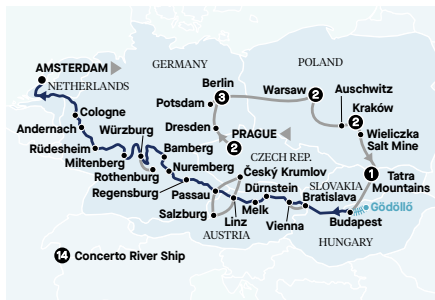 AMSTERDAM
NETHERLANDS
GERMANY
POLAND
Berlin
3
Potsdam
Warsaw
2
Auschwitz
Kraków
2
Wieliczka
Salt Mine
Dresden
PRAGUE
2
CZECH REP.
1
Tatra
Mountains
Cologne
Andernach
Würzburg
Rüdesheim
Miltenberg
Bamberg
Rothenburg
Nuremberg
Regensburg
Český Krumlov
Passau
Dürnstein
SLOVAKIA
Bratislava
Salzburg
Linz
Melk
Vienna
Gödöllő
Budapest
AUSTRIA
HUNGARY
14 Concerto River Ship